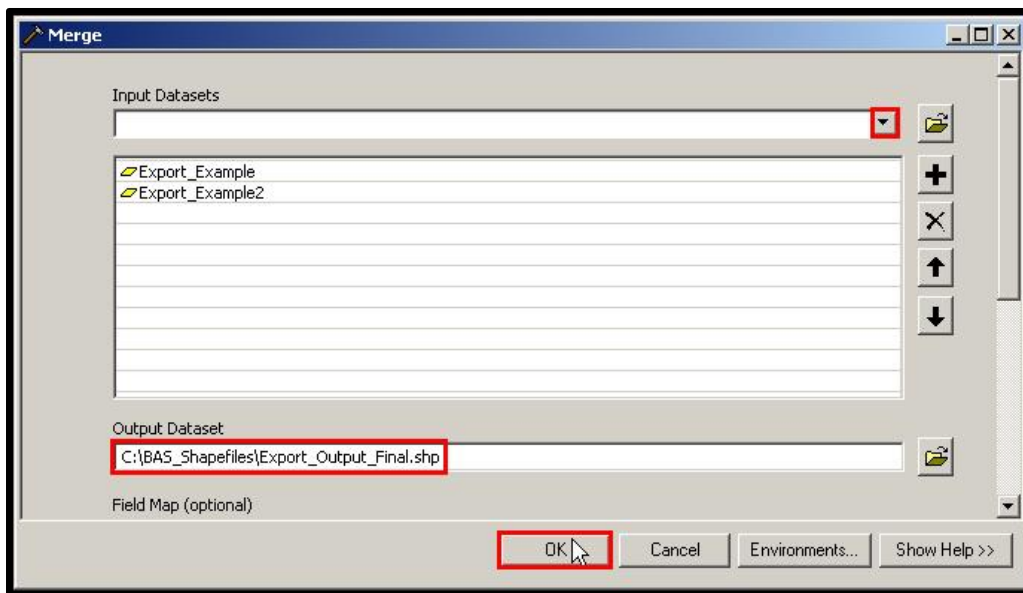 Merge
Input Datasets
Export_Example
Export_Example2
Output Dataset
C:\BAS_Shapefiles\Export_Output_Final.shp
Field Map (optional)
OK
Cancel
Environments...
Show Help >>